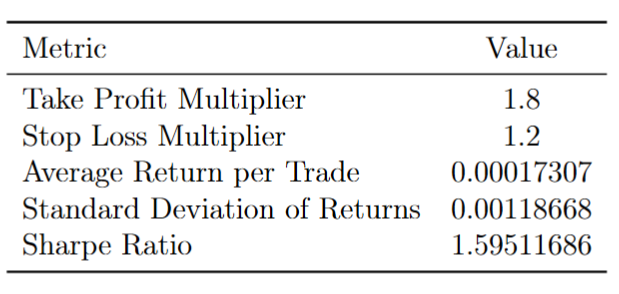 Metric Value
Take Profit Multiplier 1.8
Stop Loss Multiplier 1.2
Average Return per Trade 0.00017307
Standard Deviation of Returns 0.00118668
Sharpe Ratio 1.59511686